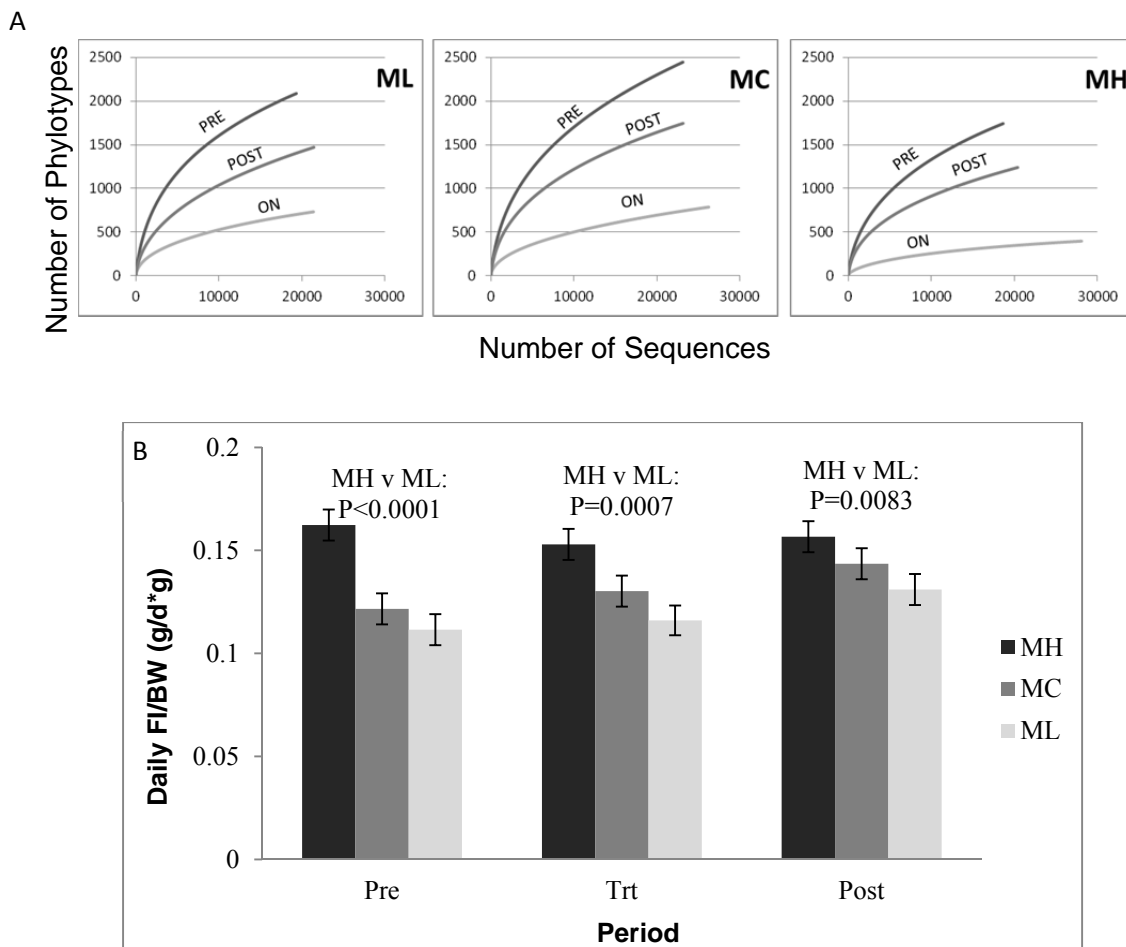 A
Number of Phylotypes
2500
2000
1500
1000
500
0
ML
PRE
POST
ON
0
10000
20000
30000
2500
2000
1500
1000
500
0
MC
PRE
POST
ON
0
10000
20000
30000
2500
2000
1500
1000
500
0
MH
PRE
POST
ON
0
10000
20000
30000
Number of Sequences
B
Daily FI/BW (g/d*g)
0.2
0.15
0.1
0.05
0
MH v ML:
P<0.0001
MH v ML:
P=0.0007
MH v ML:
P=0.0083
MH
MC
ML
Pre
Trt
Post
Period